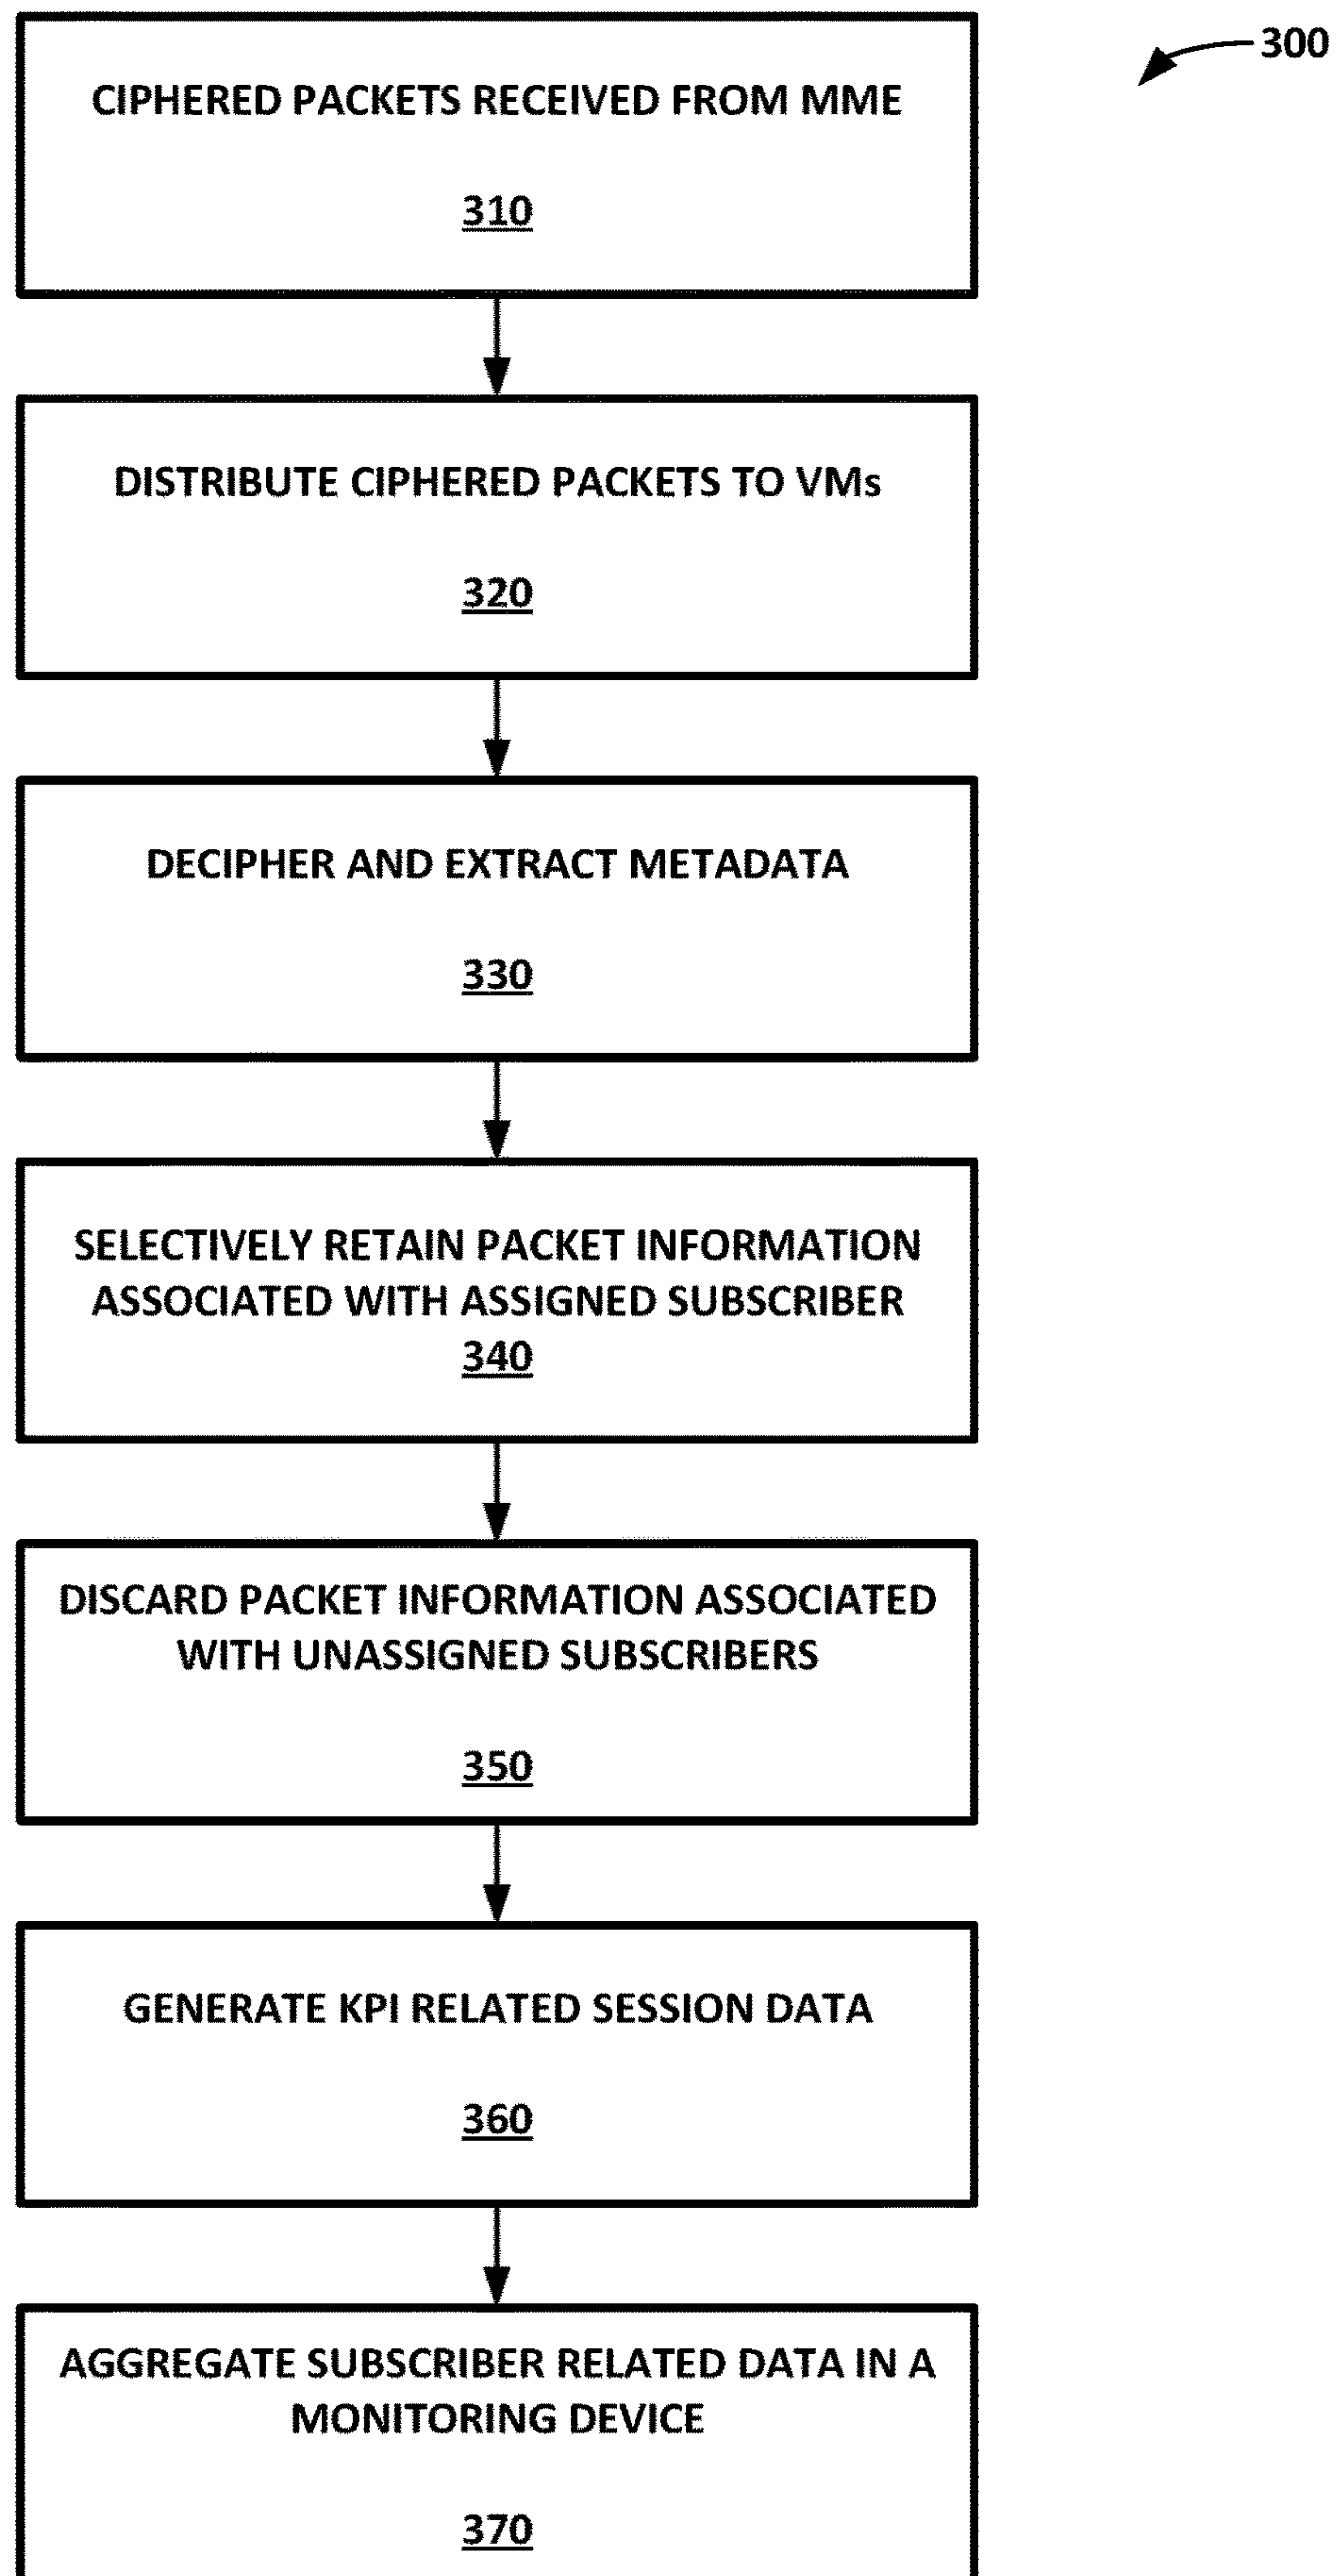 300
CIPHERED PACKETS RECEIVED FROM MME
310
DISTRIBUTE CIPHERED PACKETS TO VMs
320
DECIPHER AND EXTRACT METADATA
330
SELECTIVELY RETAIN PACKET INFORMATION
ASSOCIATED WITH ASSIGNED SUBSCRIBER
340
DISCARD PACKET INFORMATION ASSOCIATED
WITH UNASSIGNED SUBSCRIBERS
350
GENERATE KPI RELATED SESSION DATA
360
AGGREGATE SUBSCRIBER RELATED DATA IN A
MONITORING DEVICE
370